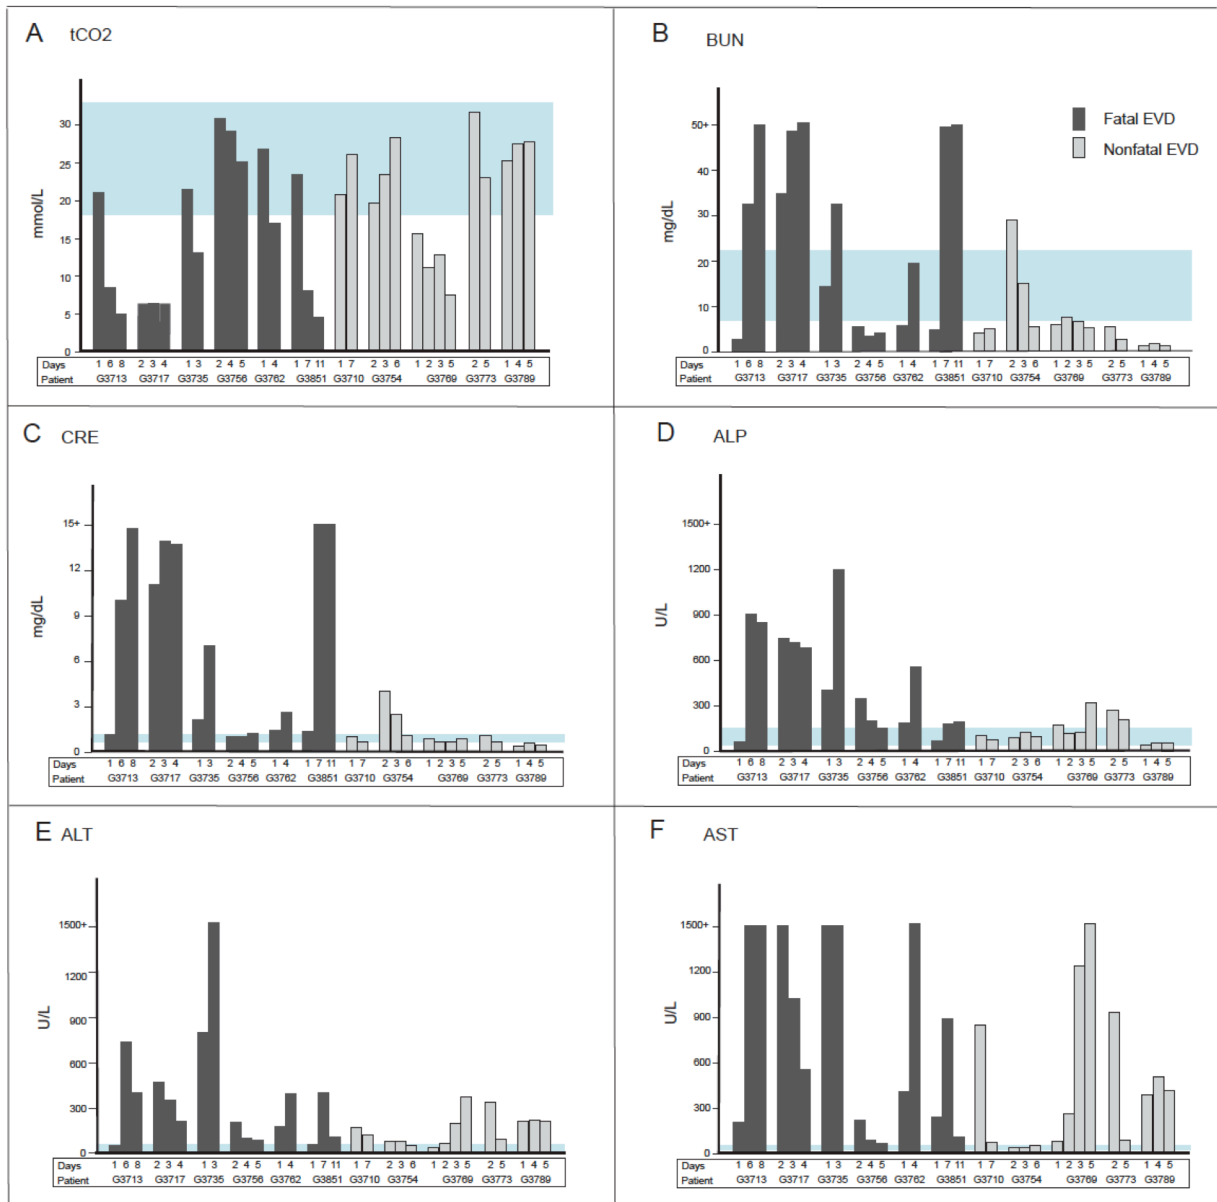 A tCO2
mmol/L
30
25
20
15
10
5
0
Days 1 6 8 2 3 4 1 3 2 4 5 1 4 1 7 11 1 7 2 3 6 1 2 3 5 2 5 1 4 5
Patient G3713 G3717 G3735 G3756 G3762 G3851 G3710 G3754 G3769 G3773 G3789
B BUN
Fatal EVD
Nonfatal EVD
mg/dL
50+
40
30
20
10
0
Days 1 6 8 2 3 4 1 3 2 4 5 1 4 1 7 11 1 7 2 3 6 1 2 3 5 2 5 1 4 5
Patient G3713 G3717 G3735 G3756 G3762 G3851 G3710 G3754 G3769 G3773 G3789
C CRE
mg/dL
15+
12
9
6
3
0
Days 1 6 8 2 3 4 1 3 2 4 5 1 4 1 7 11 1 7 2 3 6 1 2 3 5 2 5 1 4 5
Patient G3713 G3717 G3735 G3756 G3762 G3851 G3710 G3754 G3769 G3773 G3789
D ALP
U/L
1500+
1200
900
600
300
0
Days 1 6 8 2 3 4 1 3 2 4 5 1 4 1 7 11 1 7 2 3 6 1 2 3 5 2 5 1 4 5
Patient G3713 G3717 G3735 G3756 G3762 G3851 G3710 G3754 G3769 G3773 G3789
E ALT
U/L
1500+
1200
900
600
300
0
Days 1 6 8 2 3 4 1 3 2 4 5 1 4 1 7 11 1 7 2 3 6 1 2 3 5 2 5 1 4 5
Patient G3713 G3717 G3735 G3756 G3762 G3851 G3710 G3754 G3769 G3773 G3789
F AST
U/L
1500+
1200
900
600
300
0
Days 1 6 8 2 3 4 1 3 2 4 5 1 4 1 7 11 1 7 2 3 6 1 2 3 5 2 5 1 4 5
Patient G3713 G3717 G3735 G3756 G3762 G3851 G3710 G3754 G3769 G3773 G3789